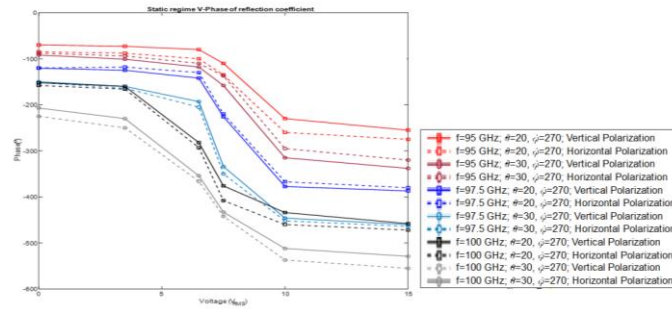 Static regime V-Phase of reflection coefficient
0
-100
-200
-300
-400
-500
-600
Phase(º)
0
5
10
15
Voltage (V_RMS)
f=95 GHz; θ=20, φ=270; Vertical Polarization
f=95 GHz; θ=20, φ=270; Horizontal Polarization
f=95 GHz; θ=30, φ=270; Vertical Polarization
f=95 GHz; θ=30, φ=270; Horizontal Polarization
f=97.5 GHz; θ=20, φ=270; Vertical Polarization
f=97.5 GHz; θ=20, φ=270; Horizontal Polarization
f=97.5 GHz; θ=30, φ=270; Vertical Polarization
f=97.5 GHz; θ=30, φ=270; Horizontal Polarization
f=100 GHz; θ=20, φ=270; Vertical Polarization
f=100 GHz; θ=20, φ=270; Horizontal Polarization
f=100 GHz; θ=30, φ=270; Vertical Polarization
f=100 GHz; θ=30, φ=270; Horizontal Polarization